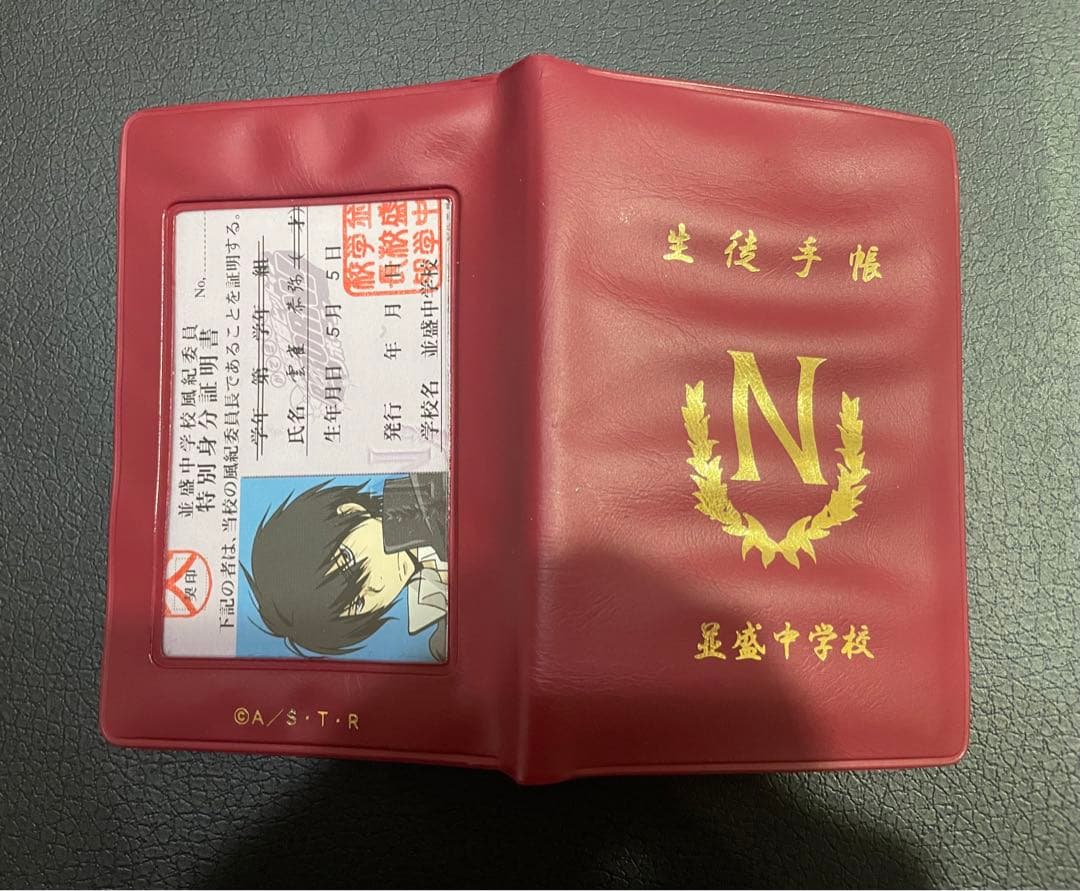 並盛中学校風紀委員
特別身分証明書
No.
契印
下記の者は、当校の風紀委員長であることを証明する。
学年 第 学年 組
氏名 雲雀 恭弥
生年月日 5月 5日
発行 年 月 日
学校名 並盛中学校
©A/S・T・R
生徒手帳
N
並盛中学校